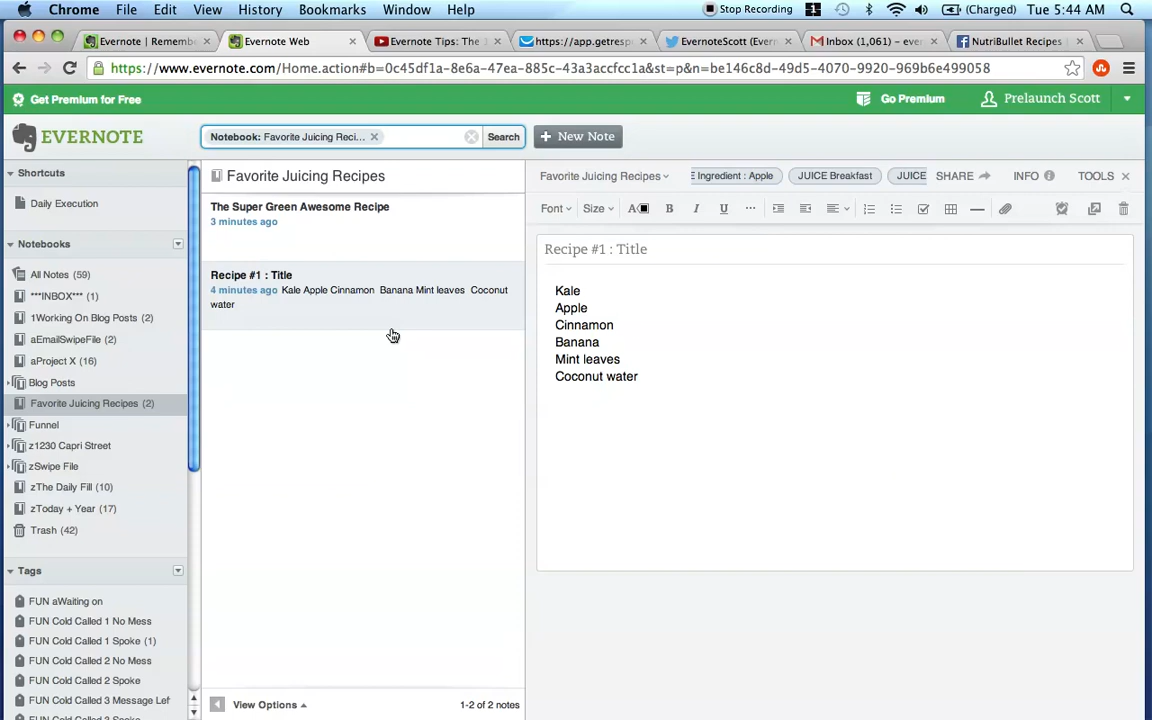 Chrome File Edit View History Bookmarks Window Help Stop Recording 1 (Charged) Tue 5:44 AM
Evernote | Rememb Evernote Web Evernote Tips: The https://app.getrespo EvernoteScott (Evern Inbox (1,061) – ever NutriBullet Recipes
https://www.evernote.com/Home.action#b=0c45df1a-8e6a-47ea-885c-43a3accfcc1a&st=p&n=be146c8d-49d5-4070-9920-969b6e499058
Get Premium for Free Go Premium Prelaunch Scott
EVERNOTE Notebook: Favorite Juicing Reci... Search + New Note
Shortcuts
Daily Execution
Notebooks
All Notes (59)
***INBOX*** (1)
1Working On Blog Posts (2)
aEmailSwipeFile (2)
aProject X (16)
Blog Posts
Favorite Juicing Recipes (2)
Funnel
z1230 Capri Street
zSwipe File
zThe Daily Fill (10)
zToday + Year (17)
Trash (42)
Tags
FUN aWaiting on
FUN Cold Called 1 No Mess
FUN Cold Called 1 Spoke (1)
FUN Cold Called 2 No Mess
FUN Cold Called 2 Spoke
FUN Cold Called 3 Message Lef
FUN Cold Called 3 Spoke
Favorite Juicing Recipes
The Super Green Awesome Recipe
3 minutes ago
Recipe #1 : Title
4 minutes ago Kale Apple Cinnamon Banana Mint leaves Coconut
water
View Options 1-2 of 2 notes
Favorite Juicing Recipes E Ingredient : Apple JUICE Breakfast JUICE SHARE INFO TOOLS
Font Size A B I U ...
Recipe #1 : Title
Kale
Apple
Cinnamon
Banana
Mint leaves
Coconut water